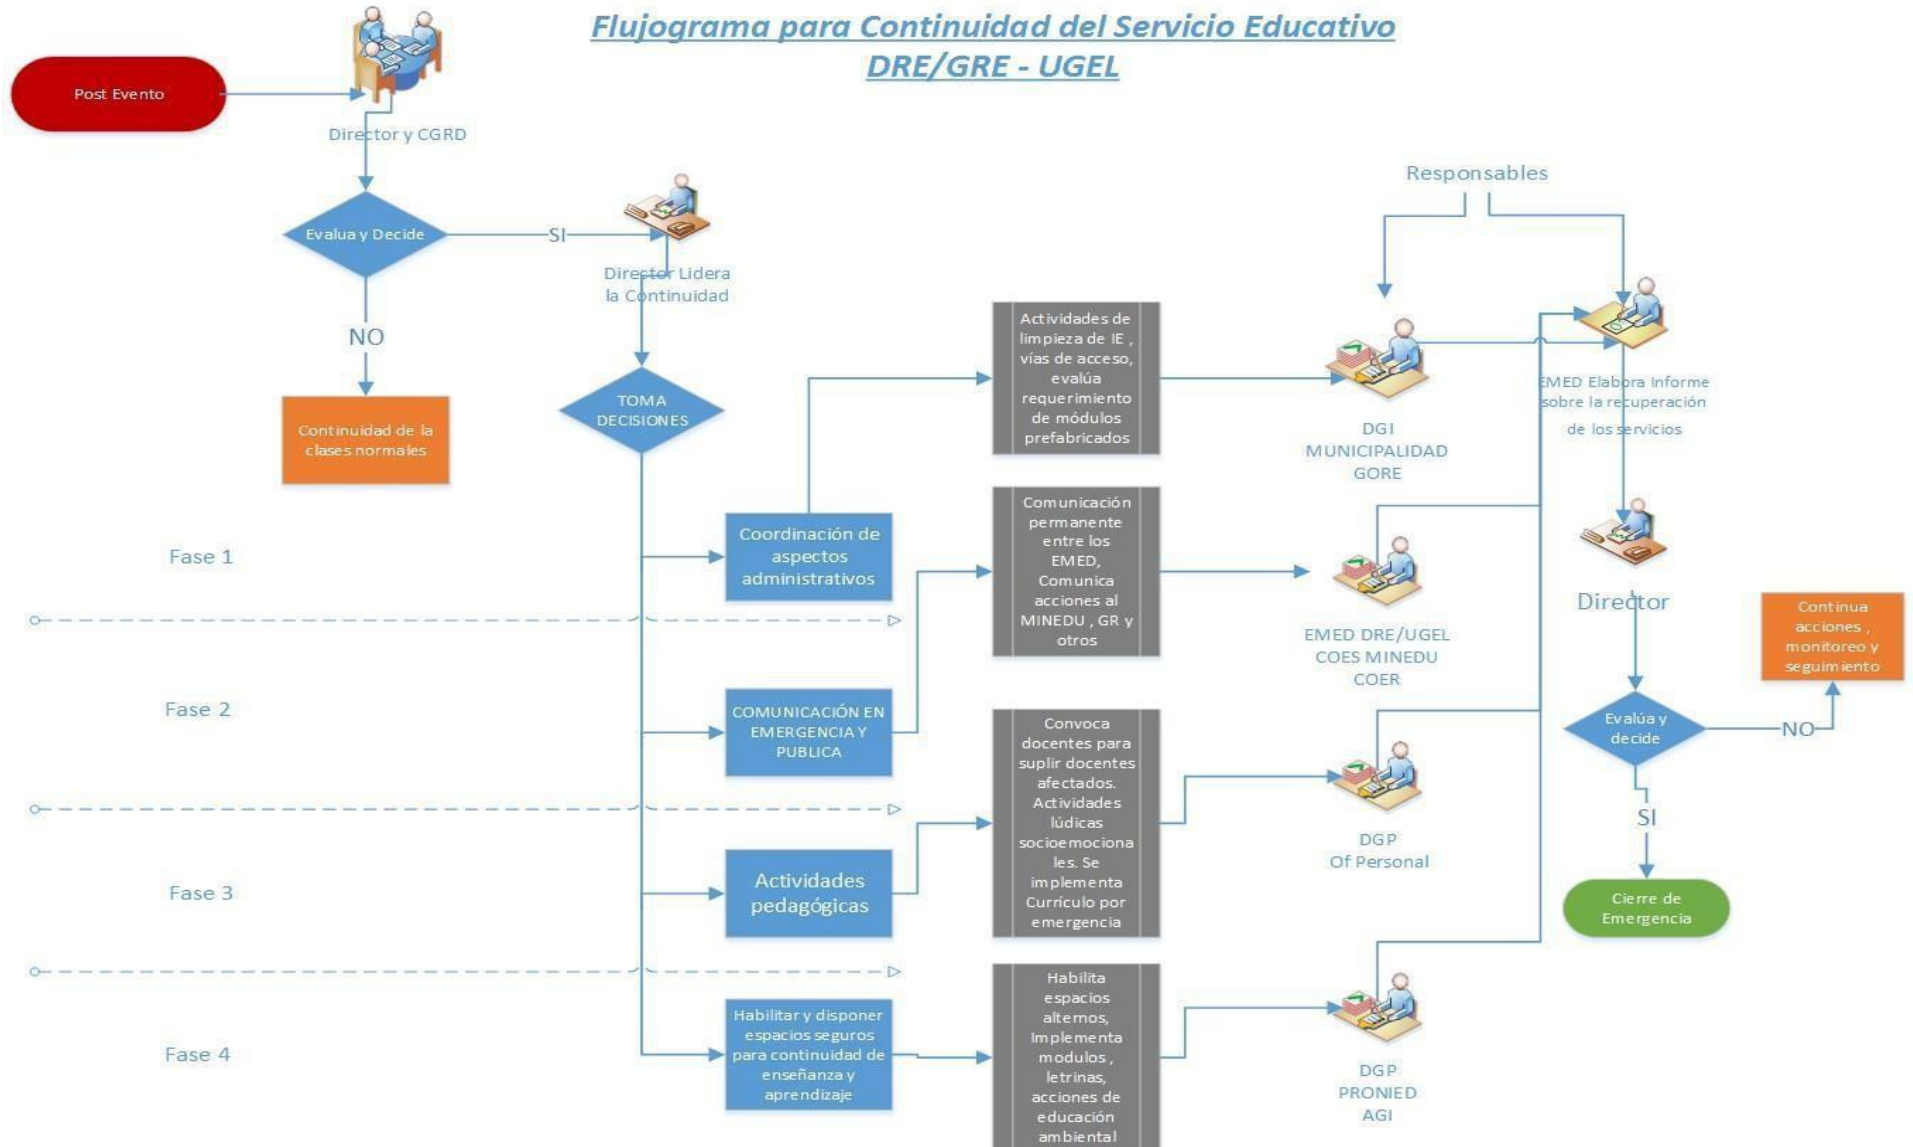 Flujograma para Continuidad del Servicio Educativo
DRE/GRE - UGEL
Post Evento
Director y CGRD
Evalua y Decide
SI
Director Lidera
la Continuidad
NO
Continuidad de la
clases normales
TOMA
DECISIONES
Responsables
Actividades de
limpieza de IE ,
vías de acceso,
evalúa
requerimiento
de módulos
prefabricados
DGI
MUNICIPALIDAD
GORE
EMED Elabora Informe
sobre la recuperación
de los servicios
Fase 1
Coordinación de
aspectos
administrativos
Comunicación
permanente
entre los
EMED,
Comunica
acciones al
MINEDU , GR y
otros
EMED DRE/UGEL
COES MINEDU
COER
Director
Continua
acciones ,
monitoreo y
seguimiento
Fase 2
COMUNICACIÓN EN
EMERGENCIA Y
PUBLICA
Evalúa y
decide
NO
SI
Cierre de
Emergencia
Fase 3
Actividades
pedagógicas
Convoca
docentes para
suplir docentes
afectados.
Actividades
lúdicas
socioemociona
les. Se
implementa
Currículo por
emergencia
DGP
Of Personal
Fase 4
Habilitar y disponer
espacios seguros
para continuidad de
enseñanza y
aprendizaje
Habilita
espacios
alternos,
Implementa
modulos ,
letrinas,
acciones de
educación
ambiental
DGP
PRONIED
AGI